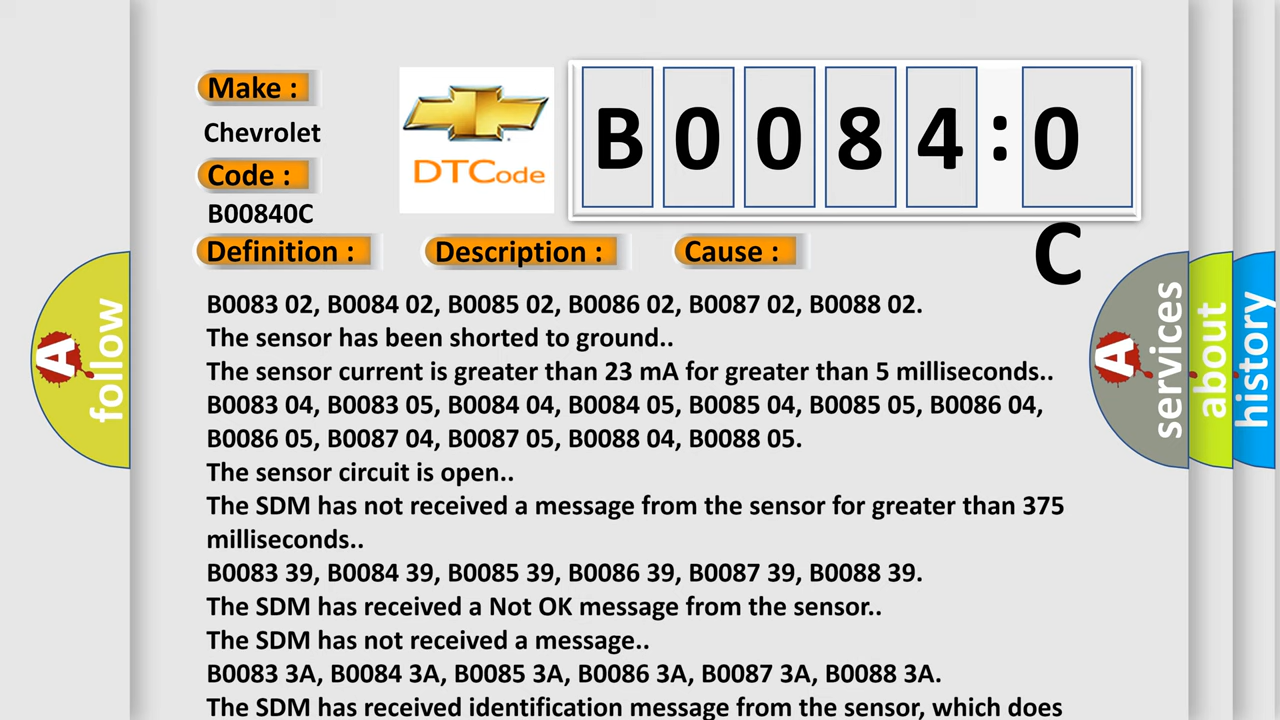 Make :
Chevrolet
Code :
B00840C
DTCode
B0084:0C
Definition :
Description :
Cause :
B0083 02, B0084 02, B0085 02, B0086 02, B0087 02, B0088 02.
The sensor has been shorted to ground..
The sensor current is greater than 23 mA for greater than 5 milliseconds..
B0083 04, B0083 05, B0084 04, B0084 05, B0085 04, B0085 05, B0086 04,
B0086 05, B0087 04, B0087 05, B0088 04, B0088 05.
The sensor circuit is open..
The SDM has not received a message from the sensor for greater than 375
milliseconds..
B0083 39, B0084 39, B0085 39, B0086 39, B0087 39, B0088 39.
The SDM has received a Not OK message from the sensor..
The SDM has not received a message..
B0083 3A, B0084 3A, B0085 3A, B0086 3A, B0087 3A, B0088 3A.
The SDM has received identification message from the sensor, which does
A
follow
A
services
about
history